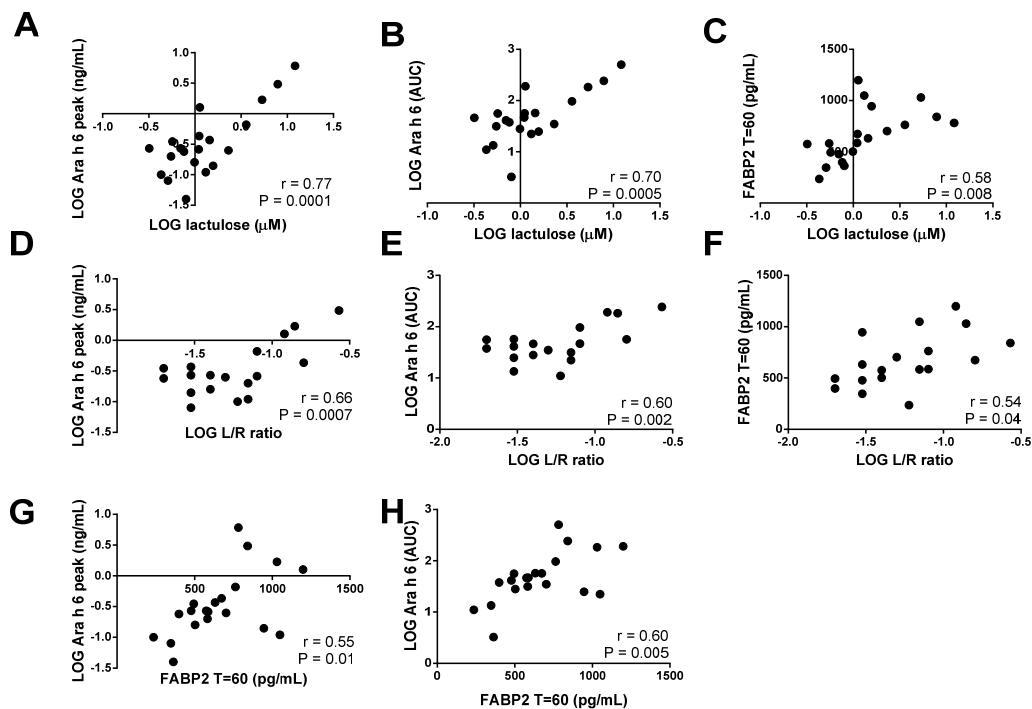 A
LOG Ara h 6 peak (ng/mL)
1.0
0.5
-1.0 -0.5 0.5 1.0 1.5
-0.5
-1.0
-1.5
r = 0.77
P = 0.0001
LOG lactulose (μM)
B
LOG Ara h 6 (AUC)
3
2
1
r = 0.70
P = 0.0005
-1.0 -0.5 0.0 0.5 1.0 1.5
LOG lactulose (μM)
C
FABP2 T=60 (pg/mL)
1500
1000
500
r = 0.58
P = 0.008
-1.0 -0.5 0.0 0.5 1.0 1.5
LOG lactulose (μM)
D
LOG Ara h 6 peak (ng/mL)
1.0
0.5
0.0
-1.5 -1.0 -0.5
-0.5
-1.0
-1.5
r = 0.66
P = 0.0007
LOG L/R ratio
E
LOG Ara h 6 (AUC)
3
2
1
0
r = 0.60
P = 0.002
-2.0 -1.5 -1.0 -0.5
LOG L/R ratio
F
FABP2 T=60 (pg/mL)
1500
1000
500
0
r = 0.54
P = 0.04
-2.0 -1.5 -1.0 -0.5
LOG L/R ratio
G
LOG Ara h 6 peak (ng/mL)
1.0
0.5
0.0
500 1000 1500
-0.5
-1.0
-1.5
r = 0.55
P = 0.01
FABP2 T=60 (pg/mL)
H
LOG Ara h 6 (AUC)
3
2
1
0
r = 0.60
P = 0.005
0 500 1000 1500
FABP2 T=60 (pg/mL)